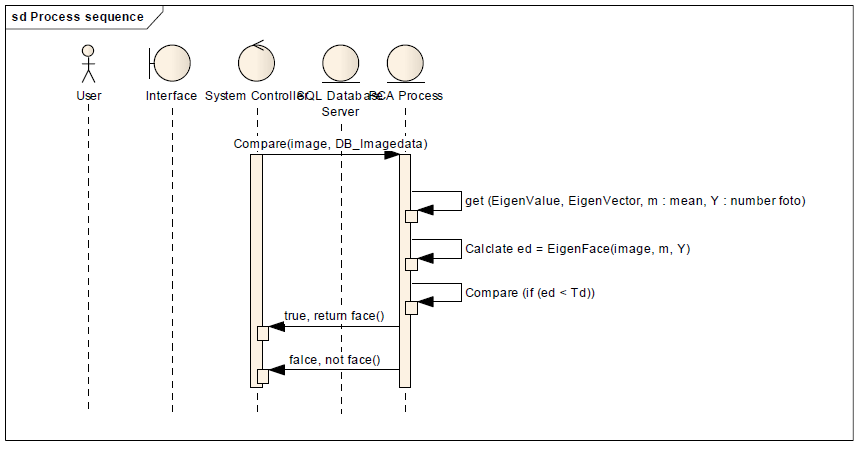 sd Process sequence
User
Interface
System Controller
SQL Database
Server
PCA Process
Compare(image, DB_Imagedata)
get (EigenValue, EigenVector, m : mean, Y : number foto)
Calclate ed = EigenFace(image, m, Y)
Compare (if (ed < Td))
true, return face()
falce, not face()